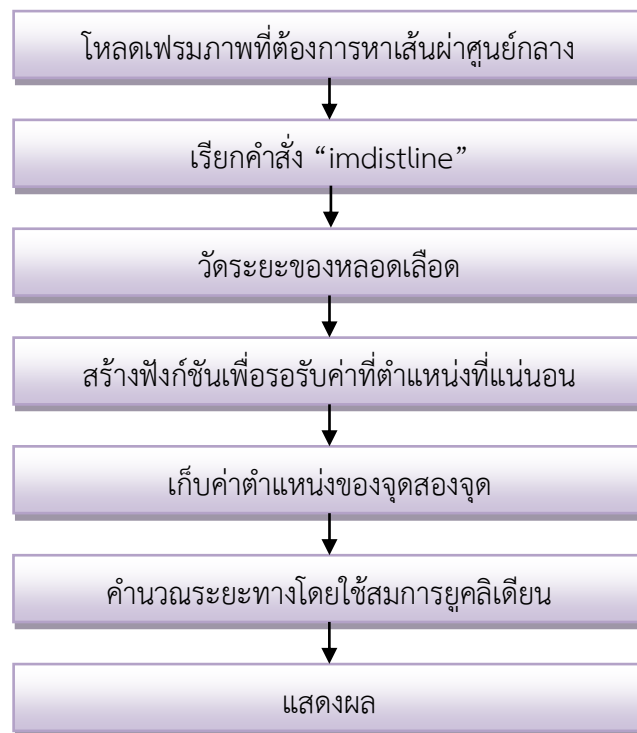 โหลดเฟรมภาพที่ต้องการหาเส้นผ่าศูนย์กลาง
เรียกคำสั่ง “imdistline”
วัดระยะของหลอดเลือด
สร้างฟังก์ชันเพื่อรอรับค่าที่ตำแหน่งที่แน่นอน
เก็บค่าตำแหน่งของจุดสองจุด
คำนวณระยะทางโดยใช้สมการยูคลิเดียน
แสดงผล